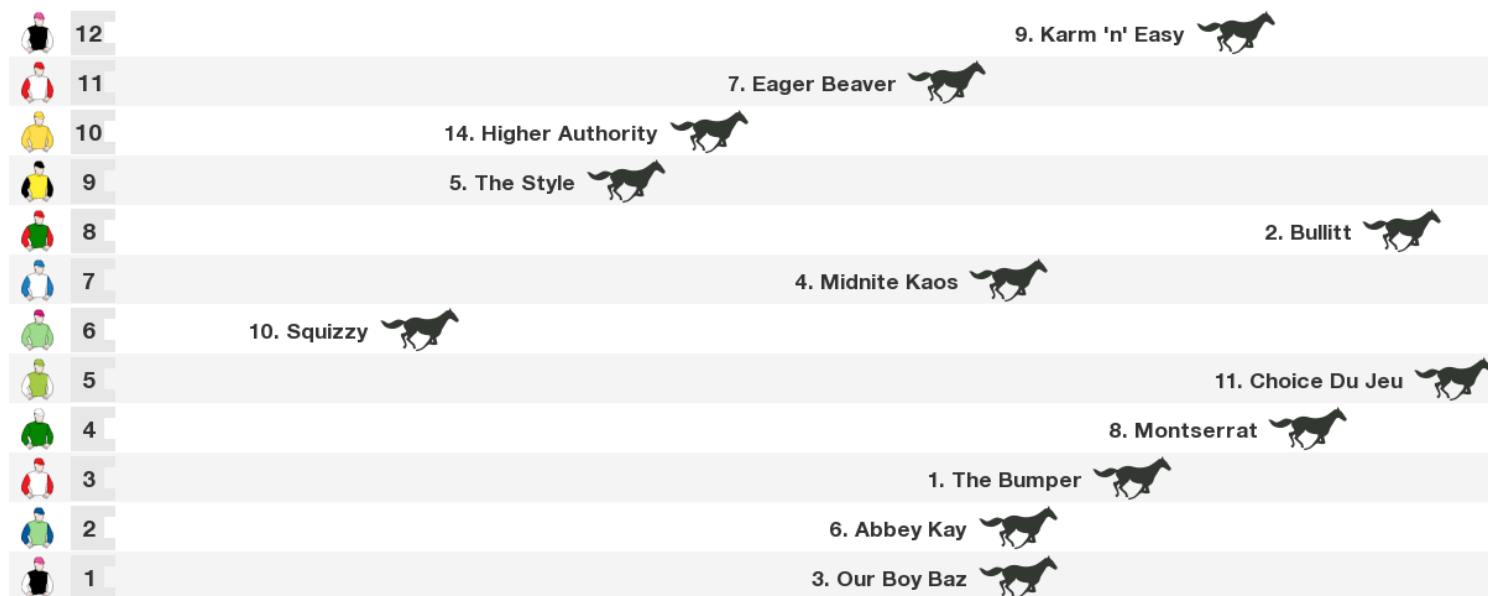 12 9. Karm 'n' Easy
11 7. Eager Beaver
10 14. Higher Authority
9 5. The Style
8 2. Bullitt
7 4. Midnite Kaos
6 10. Squizzy
5 11. Choice Du Jeu
4 8. Montserrat
3 1. The Bumper
2 6. Abbey Kay
1 3. Our Boy Baz